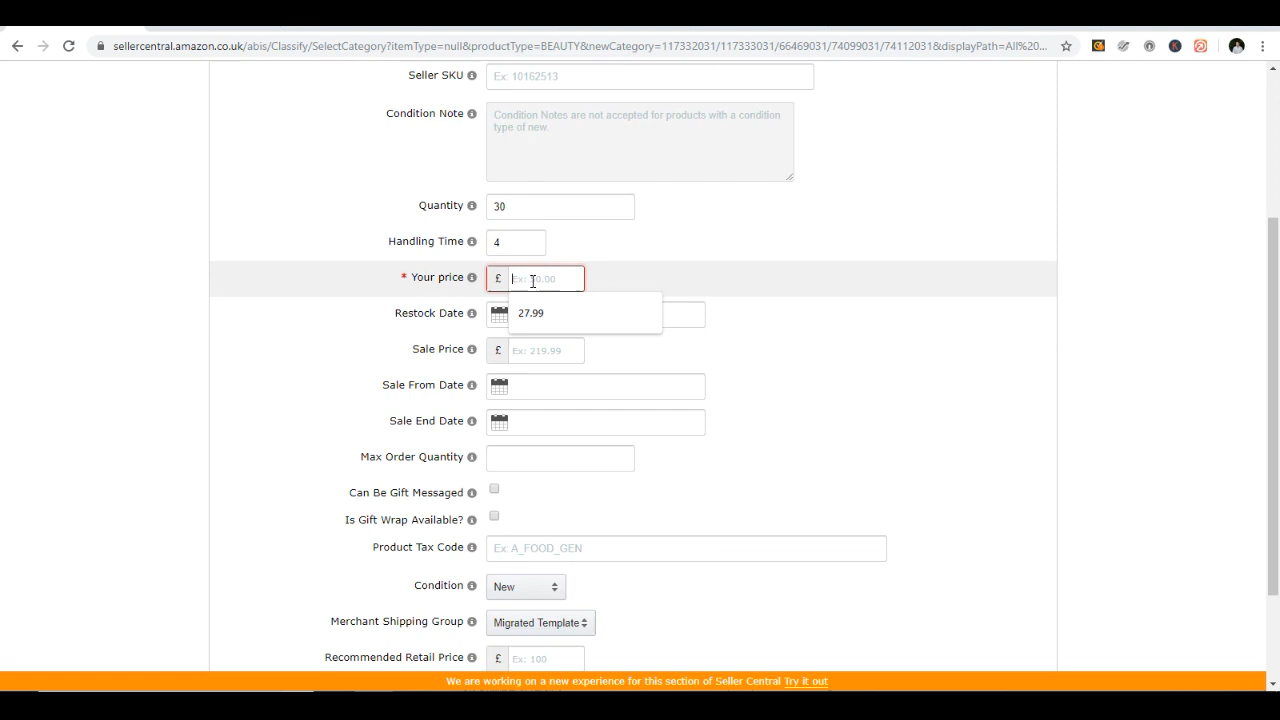 sellercentral.amazon.co.uk/abis/Classify/SelectCategory?itemType=null&productType=BEAUTY&newCategory=117332031/117333031/66469031/74099031/74112031&displayPath=All%20...
Seller SKU Ex: 10162513
Condition Note Condition Notes are not accepted for products with a condition
type of new.
Quantity 30
Handling Time 4
* Your price £ Ex: 50.00
27.99
Restock Date
Sale Price £ Ex: 219.99
Sale From Date
Sale End Date
Max Order Quantity
Can Be Gift Messaged
Is Gift Wrap Available?
Product Tax Code Ex: A_FOOD_GEN
Condition New
Merchant Shipping Group Migrated Template
Recommended Retail Price £ Ex: 100
We are working on a new experience for this section of Seller Central Try it out